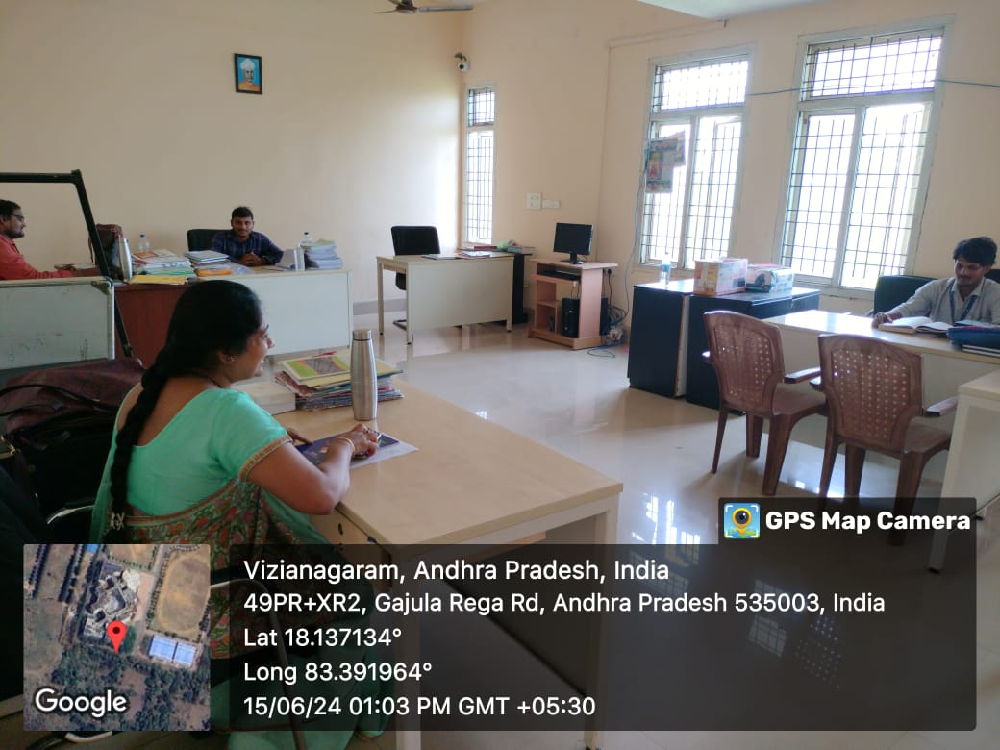 GPS Map Camera
Vizianagaram, Andhra Pradesh, India
49PR+XR2, Gajula Rega Rd, Andhra Pradesh 535003, India
Lat 18.137134°
Long 83.391964°
15/06/24 01:03 PM GMT +05:30
Google